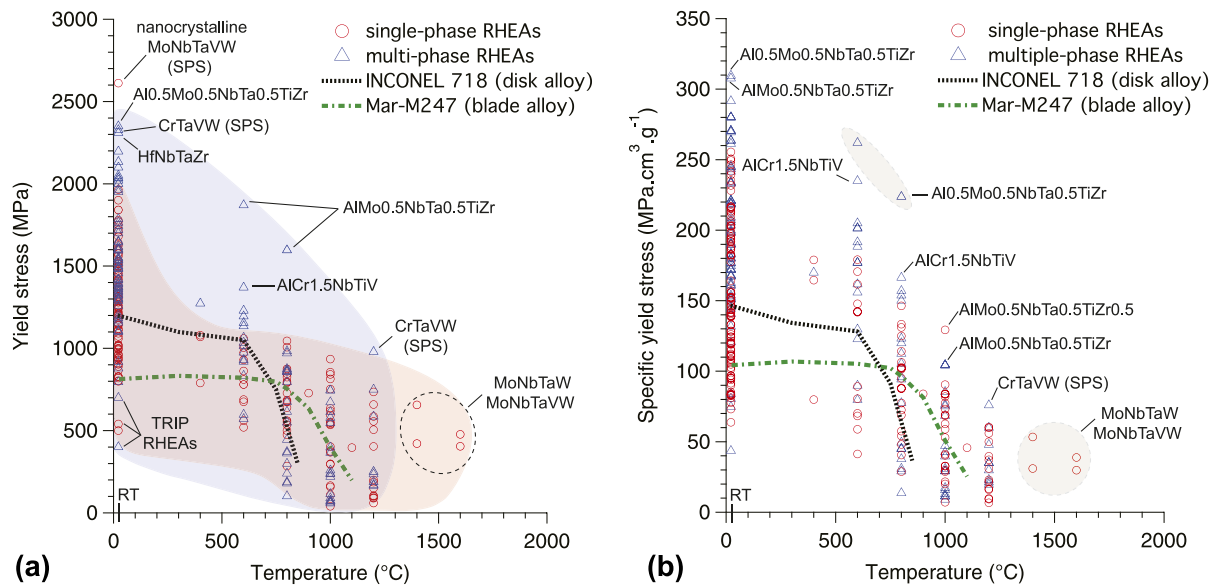 3000
2500
2000
1500
1000
500
0
Yield stress (MPa)
nanocrystalline
MoNbTaVW
(SPS)
Al0.5Mo0.5NbTa0.5TiZr
CrTaVW (SPS)
HfNbTaZr
single-phase RHEAs
multi-phase RHEAs
INCONEL 718 (disk alloy)
Mar-M247 (blade alloy)
AlMo0.5NbTa0.5TiZr
AlCr1.5NbTiV
CrTaVW
(SPS)
MoNbTaW
MoNbTaVW
TRIP
RHEAs
RT
0
500
1000
1500
2000
Temperature (°C)
(a)
350
300
250
200
150
100
50
0
Specific yield stress (MPa.cm3.g-1)
single-phase RHEAs
multiple-phase RHEAs
INCONEL 718 (disk alloy)
Mar-M247 (blade alloy)
Al0.5Mo0.5NbTa0.5TiZr
AlMo0.5NbTa0.5TiZr
AlCr1.5NbTiV
Al0.5Mo0.5NbTa0.5TiZr
AlCr1.5NbTiV
AlMo0.5NbTa0.5TiZr0.5
AlMo0.5NbTa0.5TiZr
CrTaVW (SPS)
MoNbTaW
MoNbTaVW
RT
0
500
1000
1500
2000
Temperature (°C)
(b)